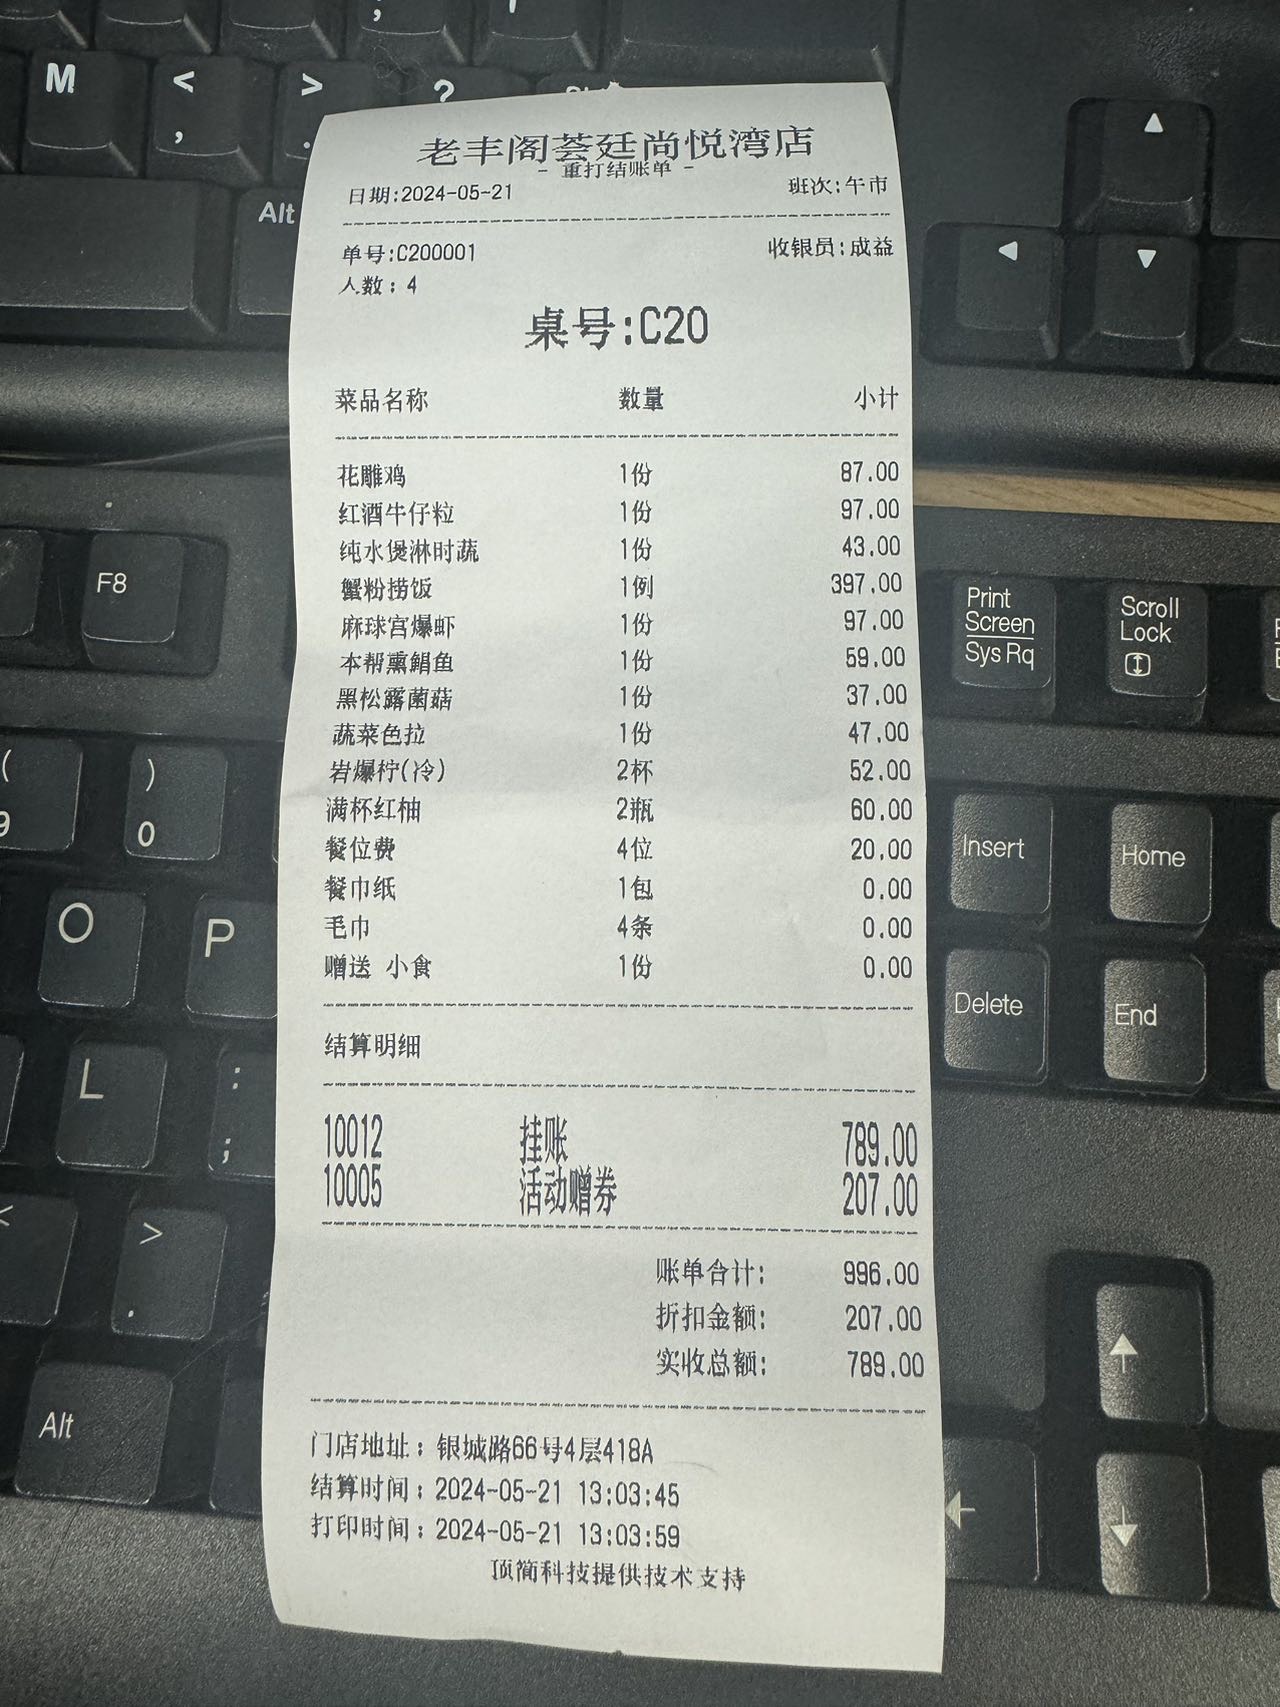 老丰阁荟廷尚悦湾店
- 重打结账单 -
日期:2024-05-21 班次:午市
单号:C200001 收银员:成益
人数: 4
桌号:C20
菜品名称 数量 小计
花雕鸡 1份 87.00
红酒牛仔粒 1份 97.00
纯水煲淋时蔬 1份 43.00
蟹粉捞饭 1例 397.00
麻球宫爆虾 1份 97.00
本帮熏鲳鱼 1份 59.00
黑松露菌菇 1份 37.00
蔬菜色拉 1份 47.00
岩爆柠(冷) 2杯 52.00
满杯红柚 2瓶 60.00
餐位费 4位 20.00
餐巾纸 1包 0.00
毛巾 4条 0.00
赠送 小食 1份 0.00
结算明细
10012 挂账 789.00
10005 活动赠券 207.00
账单合计: 996.00
折扣金额: 207.00
实收总额: 789.00
门店地址: 银城路66号4层418A
结算时间: 2024-05-21 13:03:45
打印时间: 2024-05-21 13:03:59
顶简科技提供技术支持
M < , > . ?
Alt
F8
Print Screen Sys Rq
Scroll Lock
( 9 ) 0
Insert Home
O P
Delete End
L : ;
< > .
Alt